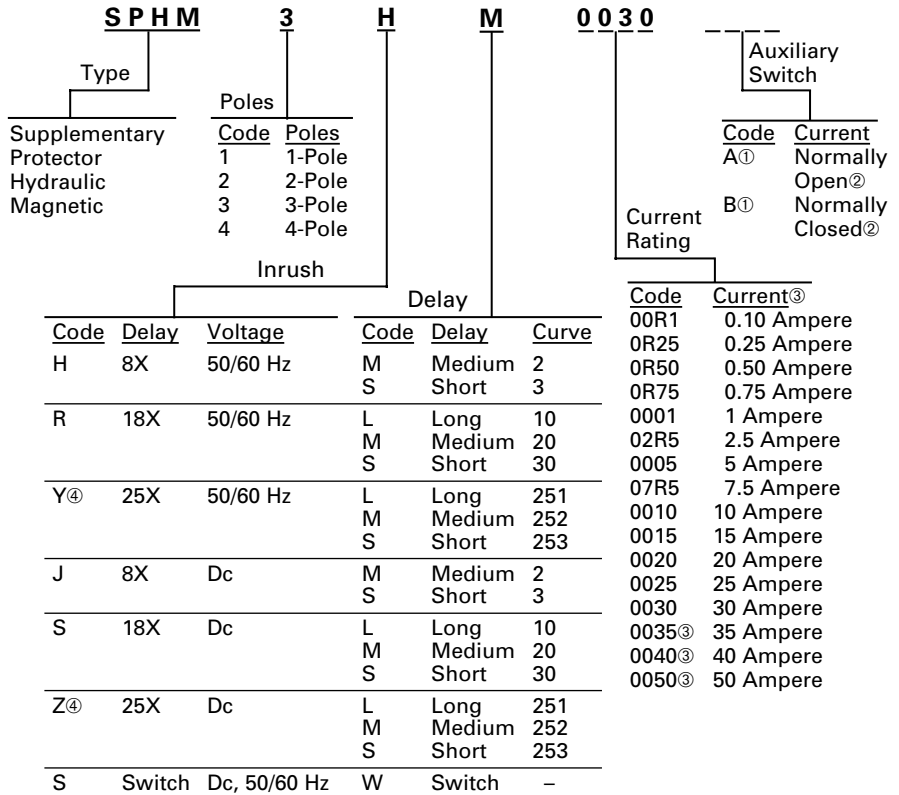 SPHM 3 H M 0030 _ _ _
Type
Supplementary
Protector
Hydraulic
Magnetic
Poles
Code Poles
1 1-Pole
2 2-Pole
3 3-Pole
4 4-Pole
Auxiliary
Switch
Code Current
A① Normally
Open②
B① Normally
Closed②
Inrush
Delay
Code Delay Voltage Code Delay Curve
H 8X 50/60 Hz M Medium 2
S Short 3
R 18X 50/60 Hz L Long 10
M Medium 20
S Short 30
Y④ 25X 50/60 Hz L Long 251
M Medium 252
S Short 253
J 8X Dc M Medium 2
S Short 3
S 18X Dc L Long 10
M Medium 20
S Short 30
Z④ 25X Dc L Long 251
M Medium 252
S Short 253
S Switch Dc, 50/60 Hz W Switch –
Current
Rating
Code Current③
00R1 0.10 Ampere
0R25 0.25 Ampere
0R50 0.50 Ampere
0R75 0.75 Ampere
0001 1 Ampere
02R5 2.5 Ampere
0005 5 Ampere
07R5 7.5 Ampere
0010 10 Ampere
0015 15 Ampere
0020 20 Ampere
0025 25 Ampere
0030 30 Ampere
0035③ 35 Ampere
0040③ 40 Ampere
0050③ 50 Ampere